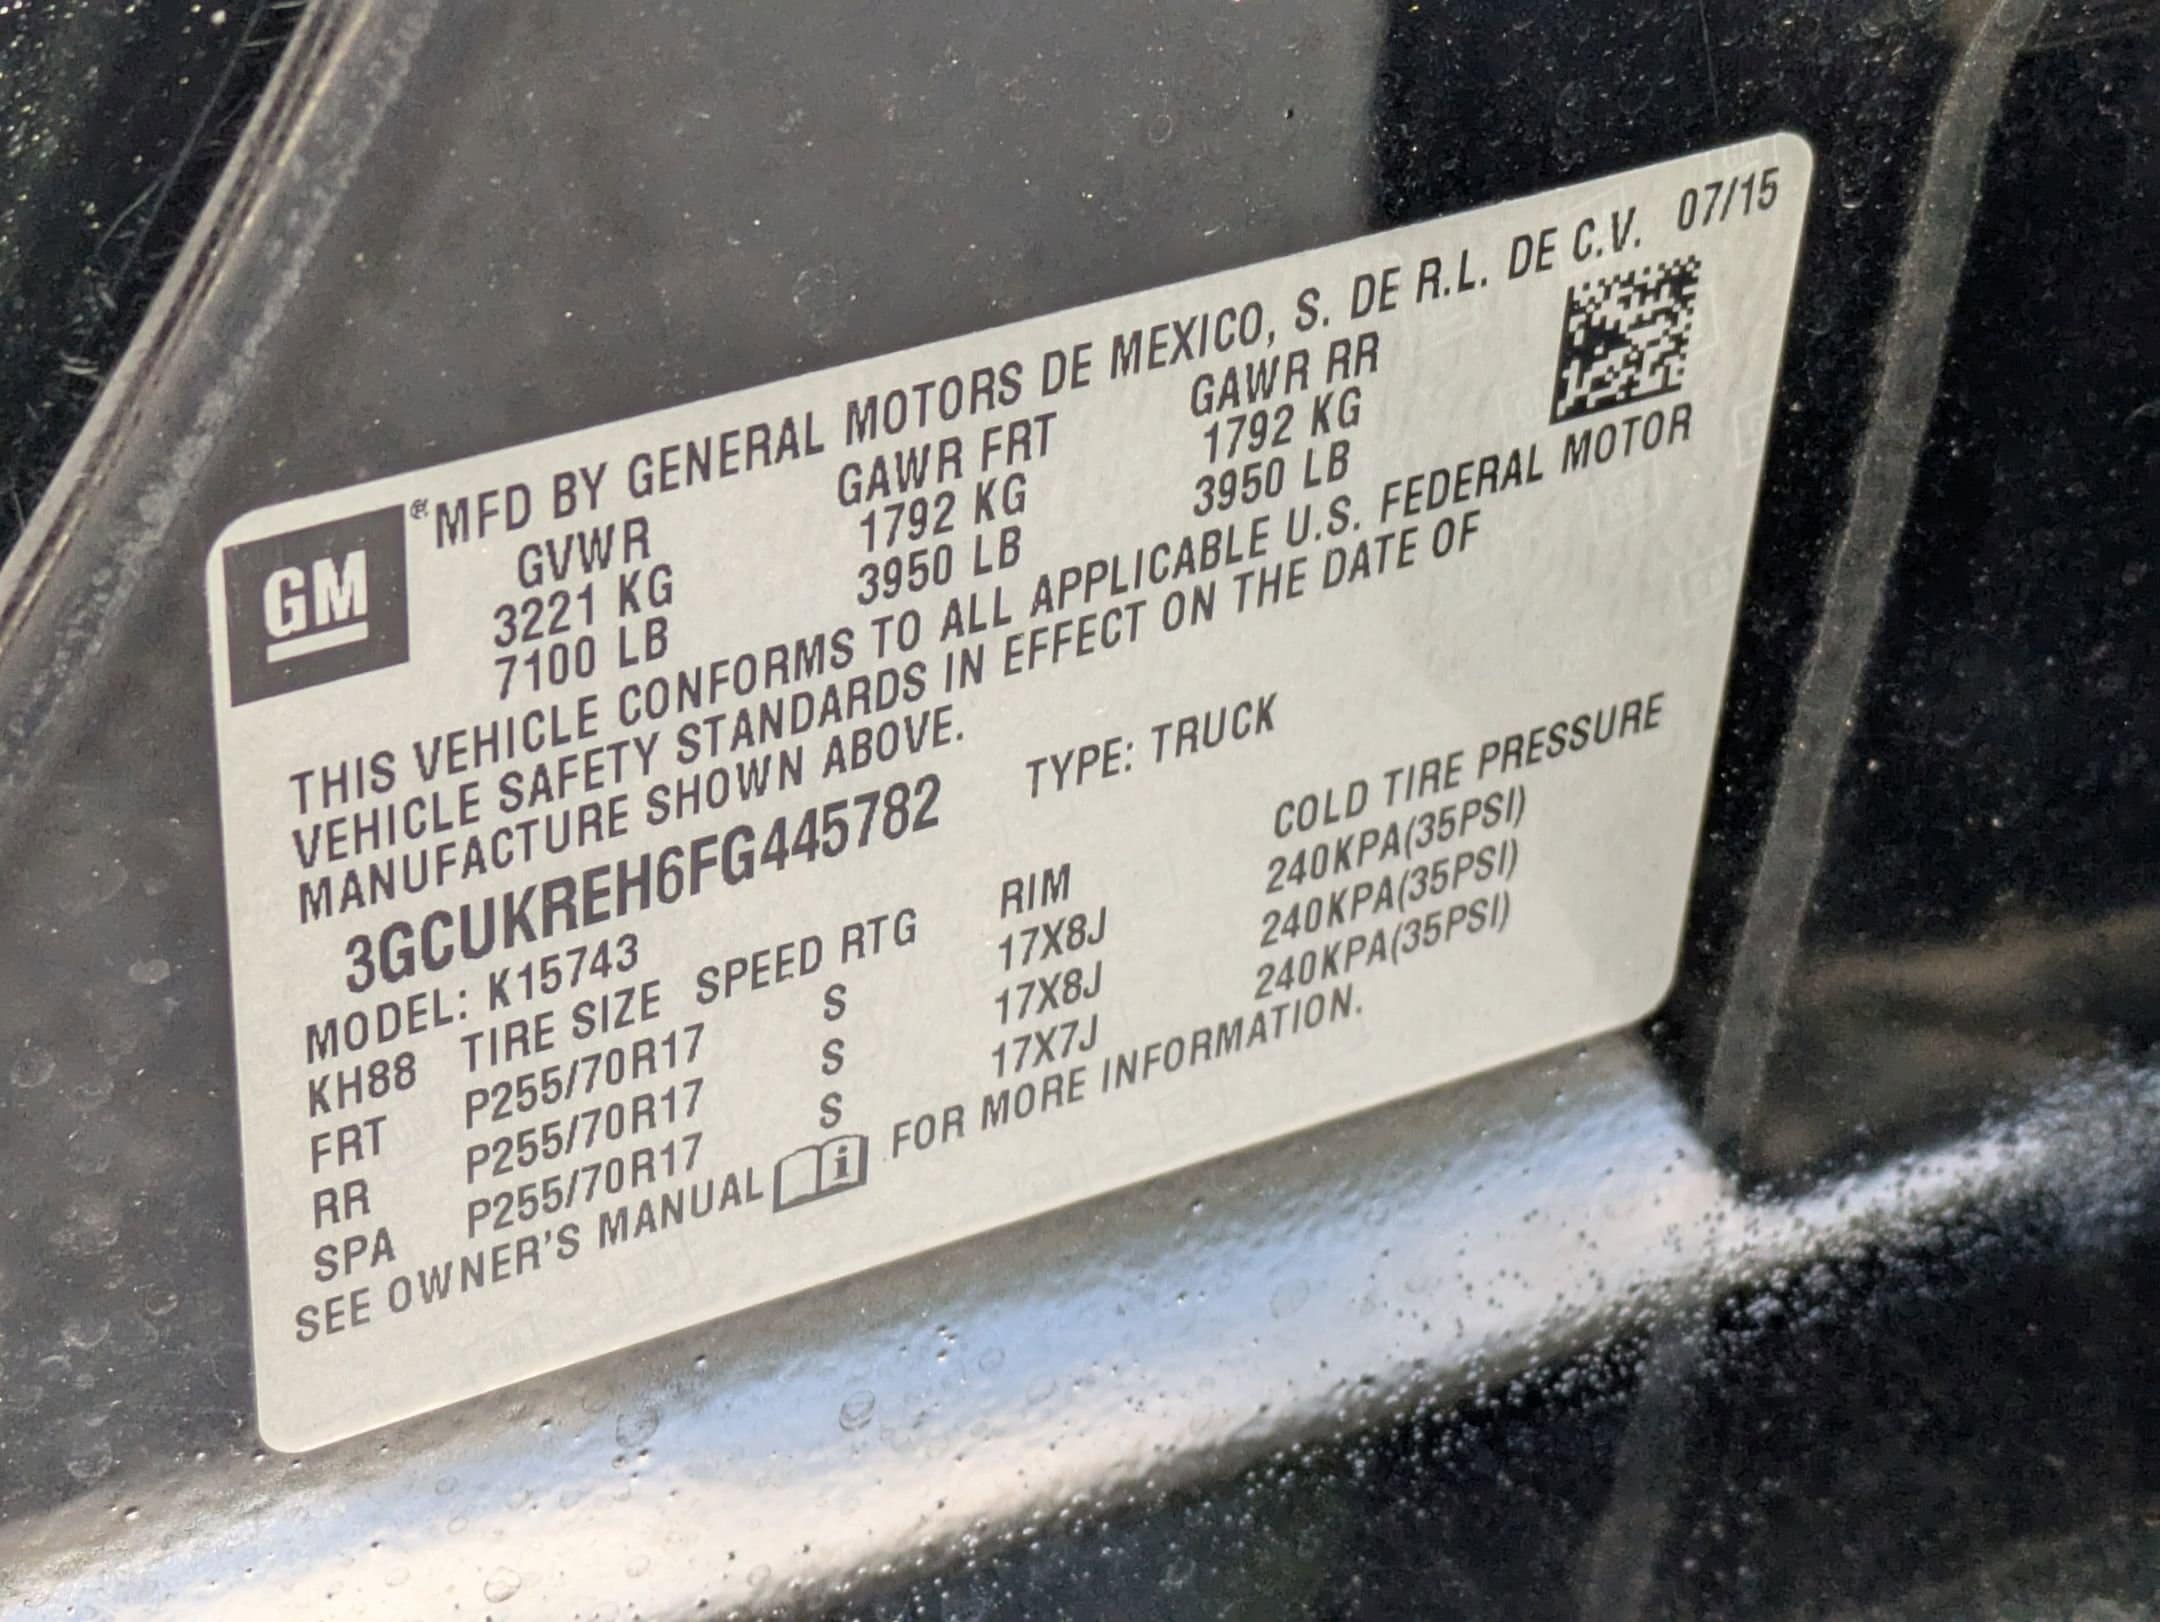 GM
®MFD BY GENERAL MOTORS DE MEXICO, S. DE R.L. DE C.V. 07/15
GVWR GAWR FRT GAWR RR
3221 KG 1792 KG 1792 KG
7100 LB 3950 LB 3950 LB
THIS VEHICLE CONFORMS TO ALL APPLICABLE U.S. FEDERAL MOTOR
VEHICLE SAFETY STANDARDS IN EFFECT ON THE DATE OF
MANUFACTURE SHOWN ABOVE.
3GCUKREH6FG445782 TYPE: TRUCK
MODEL: K15743
KH88 TIRE SIZE SPEED RTG RIM COLD TIRE PRESSURE
FRT P255/70R17 S 17X8J 240KPA(35PSI)
RR P255/70R17 S 17X8J 240KPA(35PSI)
SPA P255/70R17 S 17X7J 240KPA(35PSI)
SEE OWNER'S MANUAL i FOR MORE INFORMATION.